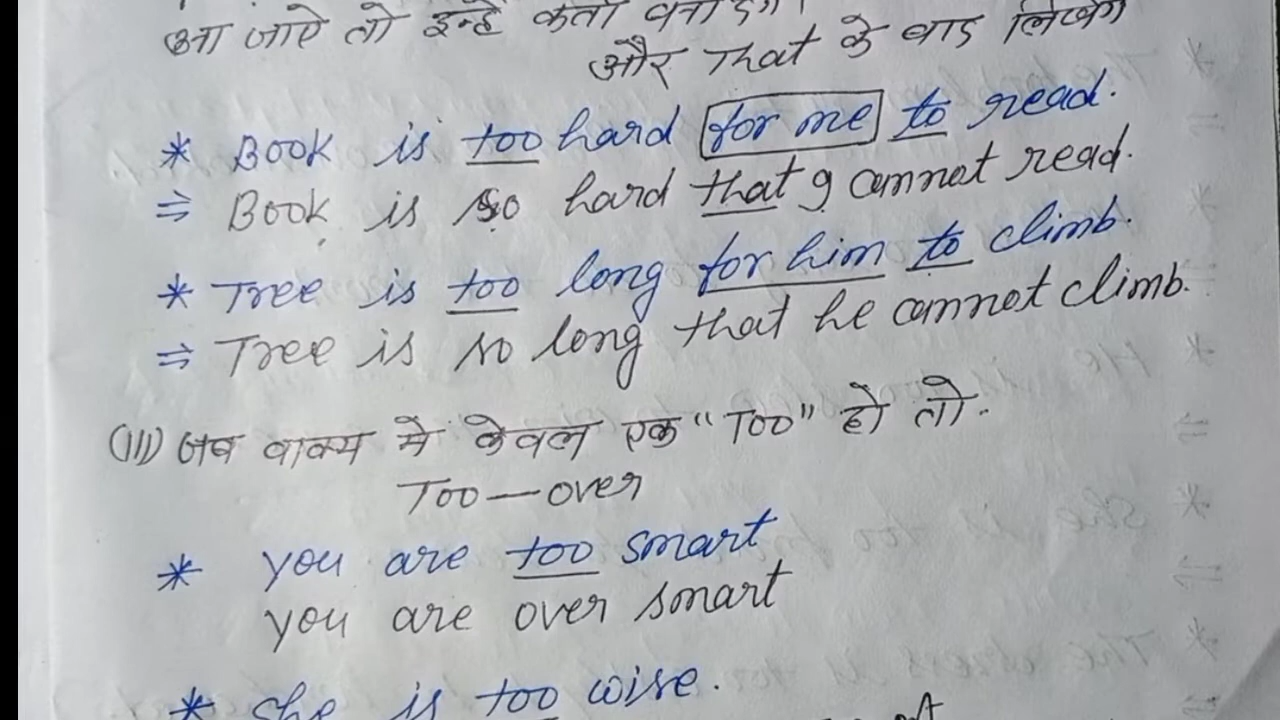 आ जाऐ तो इन्हे कर्ता बना देंगे।
और That के बाद लिखेंगे
* Book is too hard for me to read.
⇒ Book is so hard that I cannot read.
* Tree is too long for him to climb.
⇒ Tree is so long that he cannot climb.
(III) जब वाक्य मे केवल एक "Too" हो तो.
Too — over
* you are too smart
you are over smart
* She is too wise.